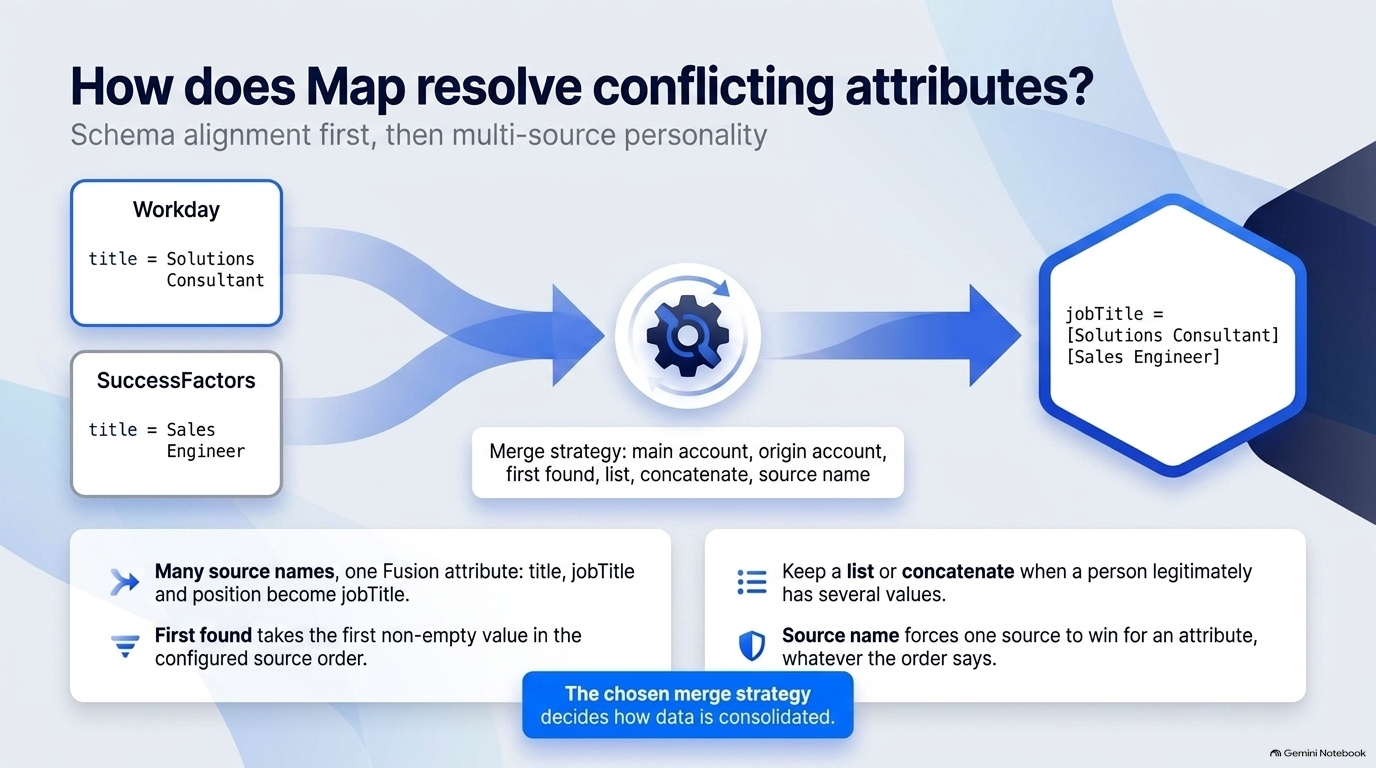 How does Map resolve conflicting attributes?
Schema alignment first, then multi-source personality
Workday
title = Solutions
Consultant
SuccessFactors
title = Sales
Engineer
Merge strategy: main account, origin account,
first found, list, concatenate, source name
jobTitle =
[Solutions Consultant]
[Sales Engineer]
Many source names, one Fusion attribute: title, jobTitle
and position become jobTitle.
First found takes the first non-empty value in the
configured source order.
Keep a list or concatenate when a person legitimately
has several values.
Source name forces one source to win for an attribute,
whatever the order says.
The chosen merge strategy
decides how data is consolidated.
Gemini Notebook